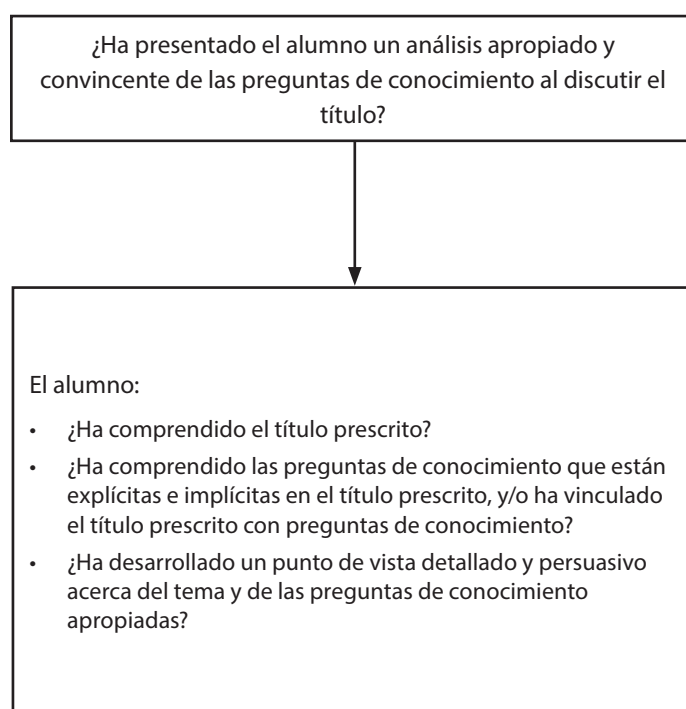 ¿Ha presentado el alumno un análisis apropiado y
convincente de las preguntas de conocimiento al discutir el
título?
El alumno:
• ¿Ha comprendido el título prescrito?
• ¿Ha comprendido las preguntas de conocimiento que están
explícitas e implícitas en el título prescrito, y/o ha vinculado
el título prescrito con preguntas de conocimiento?
• ¿Ha desarrollado un punto de vista detallado y persuasivo
acerca del tema y de las preguntas de conocimiento
apropiadas?